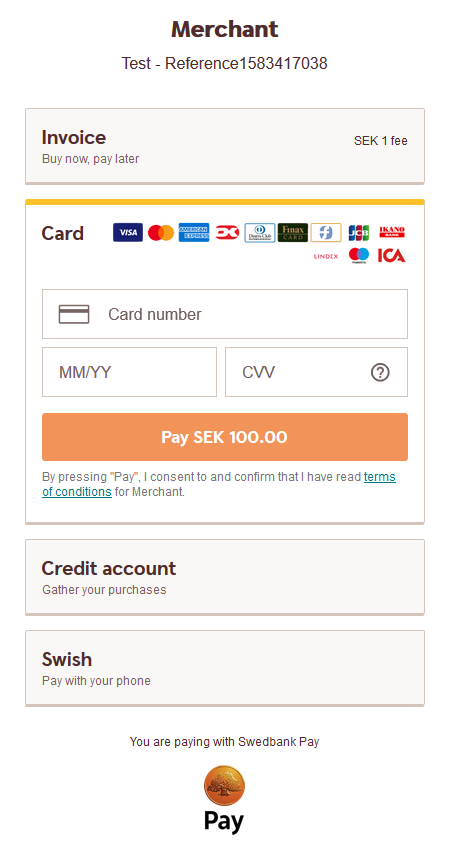 Merchant
Test - Reference1583417038
Invoice
SEK 1 fee
Buy now, pay later
Card
VISA
AMERICAN EXPRESS
Diners Club
Finax
CARD
JCB
IKANO
BANK
LINDEX
maestro
ICA
Card number
MM/YY
CVV
?
Pay SEK 100.00
By pressing "Pay", I consent to and confirm that I have read terms
of conditions for Merchant.
Credit account
Gather your purchases
Swish
Pay with your phone
You are paying with Swedbank Pay
Pay